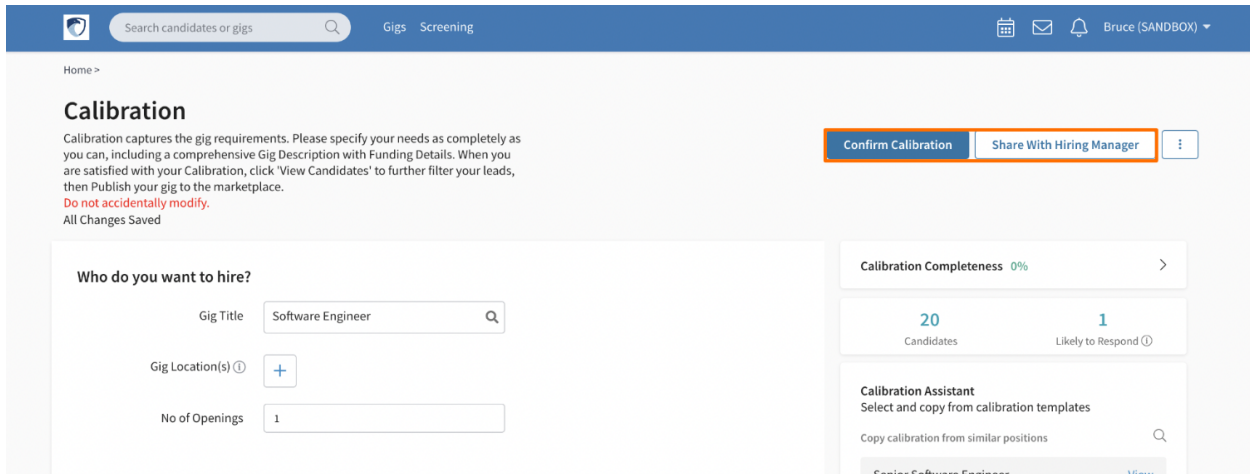 Search candidates or gigs
Gigs Screening
Bruce (SANDBOX)
Home >
Calibration
Calibration captures the gig requirements. Please specify your needs as completely as
you can, including a comprehensive Gig Description with Funding Details. When you
are satisfied with your Calibration, click 'View Candidates' to further filter your leads,
then Publish your gig to the marketplace.
Do not accidentally modify.
All Changes Saved
Confirm Calibration
Share With Hiring Manager
Who do you want to hire?
Gig Title
Software Engineer
Gig Location(s)
No of Openings
1
Calibration Completeness 0%
20
Candidates
1
Likely to Respond
Calibration Assistant
Select and copy from calibration templates
Copy calibration from similar positions
Senior Software Engineer
View